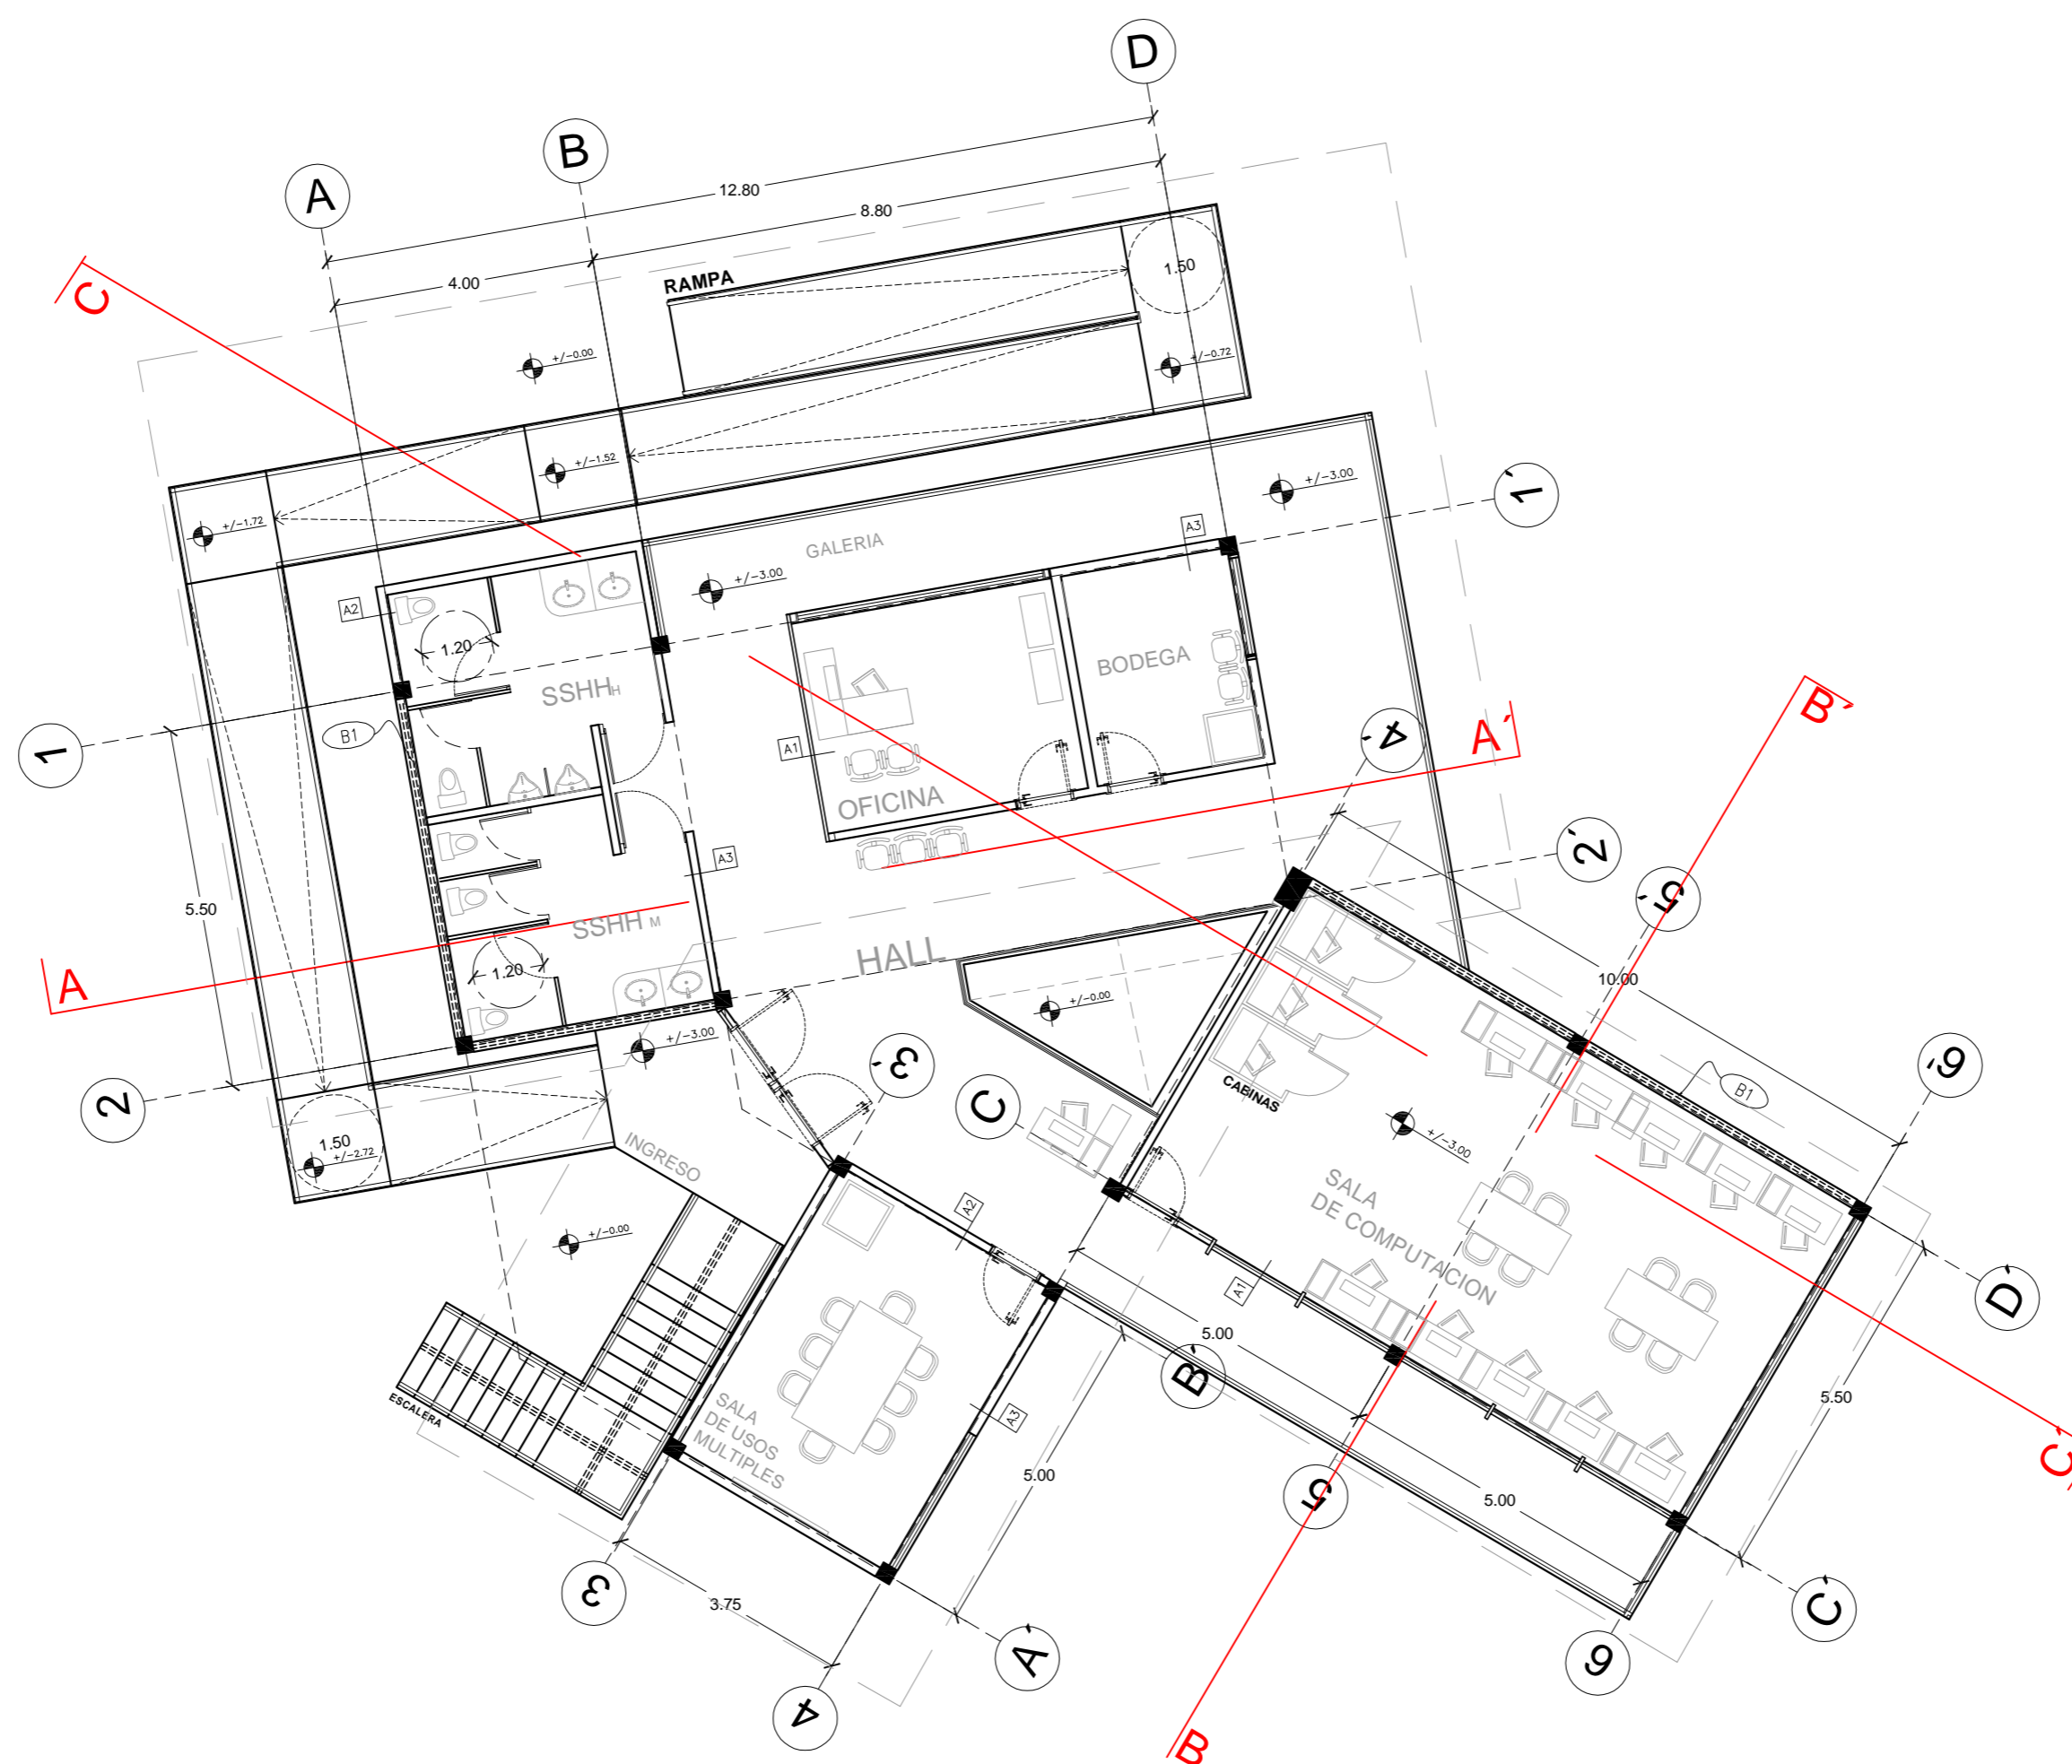 D
B
A
12.80
8.80
4.00
C
RAMPA
1.50
+/-0.00
+/-0.72
+/-1.52
+/-1.72
+/-3.00
1´
A3
GALERIA
+/-3.00
A2
1.20
SSHH H
BODEGA
B1
1
A1
OFICINA
A´
4´
B´
2´
5´
A3
5.50
SSHH M
1.20
HALL
10.00
A
+/-0.00
+/-3.00
3´
6´
2
C
CABINAS
B1
1.50
+/-2.72
INGRESO
+/-3.00
A2
SALA
DE COMPUTACION
+/-0.00
A1
D´
5.00
B´
ESCALERA
SALA
DE USOS
MULTIPLES
A3
5.50
C´
5.00
5
5.00
3
3.75
C´
A´
6
4
B